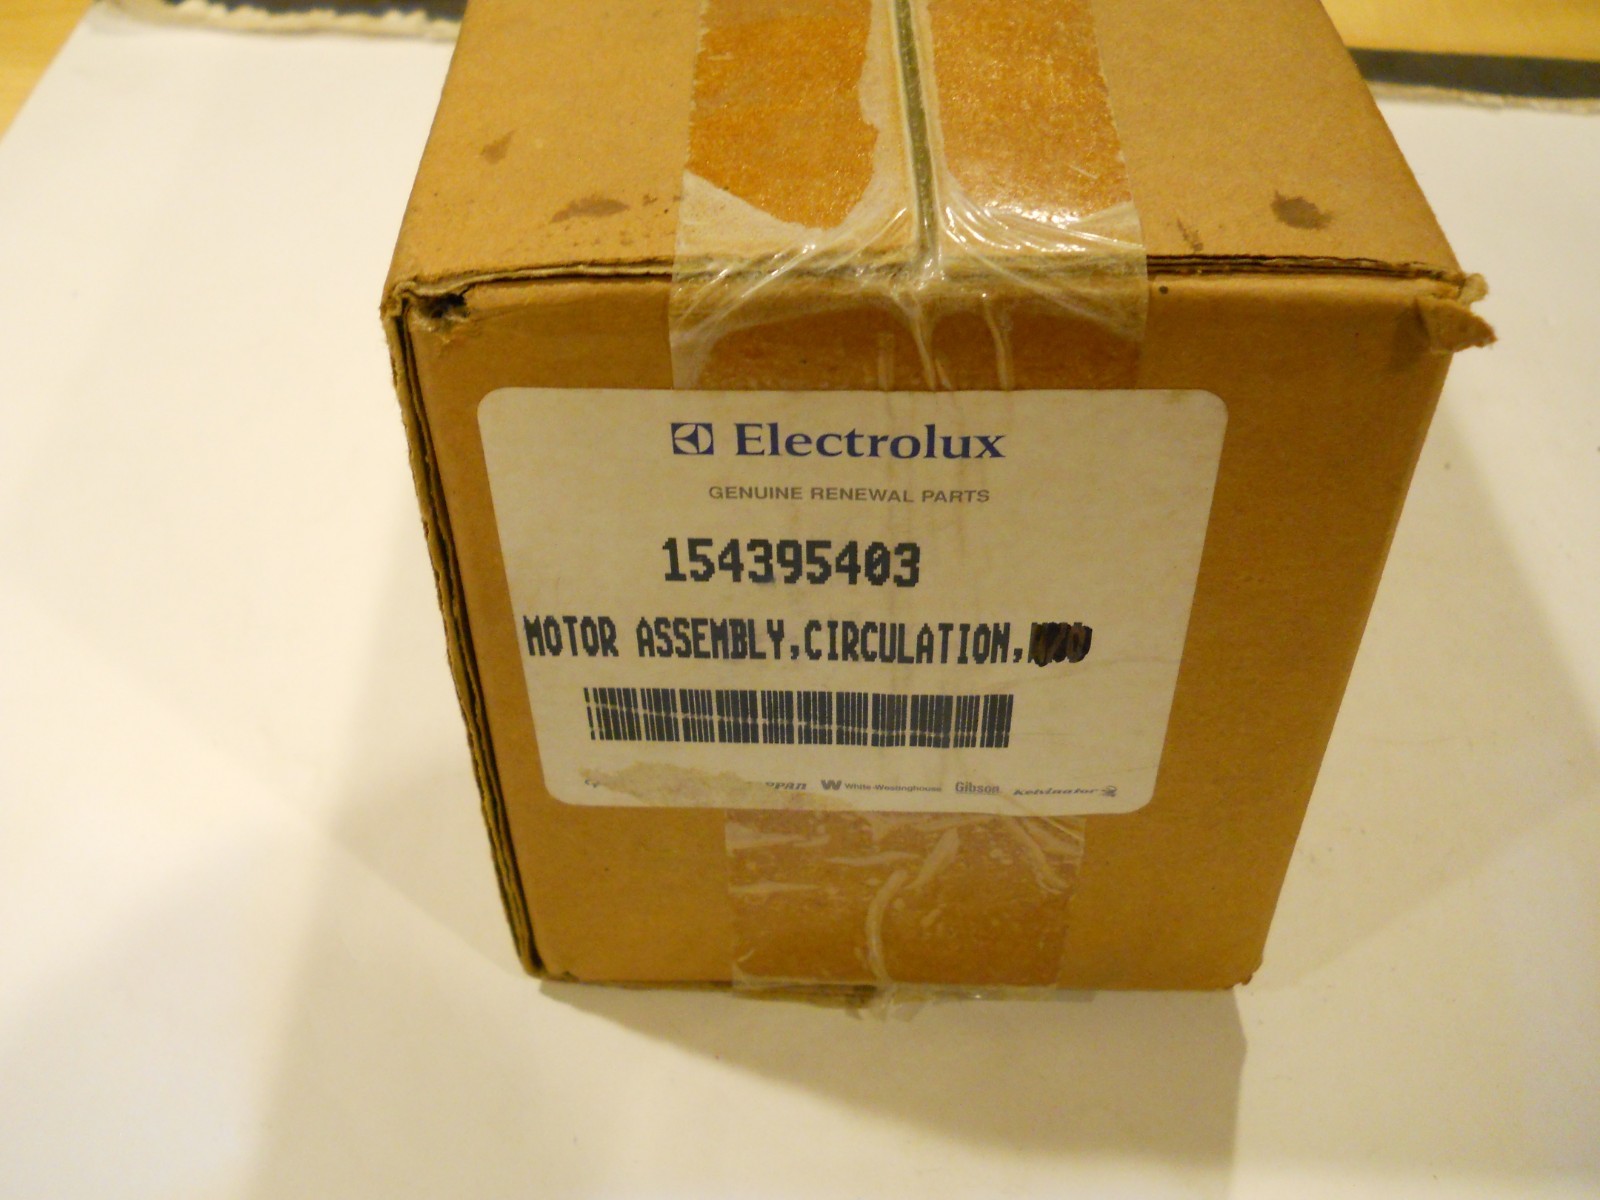 Electrolux
GENUINE RENEWAL PARTS
154395403
MOTOR ASSEMBLY,CIRCULATION,
White-Westinghouse Gibson Kelvinator